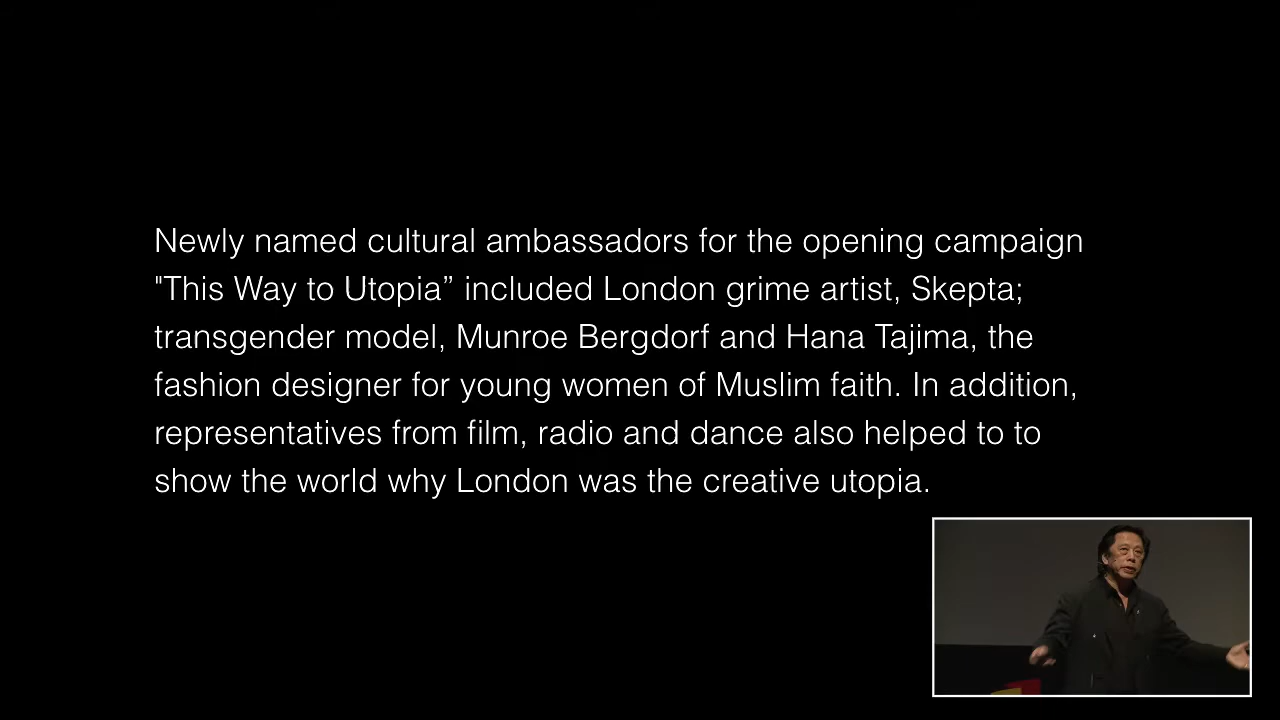 Newly named cultural ambassadors for the opening campaign
"This Way to Utopia” included London grime artist, Skepta;
transgender model, Munroe Bergdorf and Hana Tajima, the
fashion designer for young women of Muslim faith. In addition,
representatives from film, radio and dance also helped to to
show the world why London was the creative utopia.